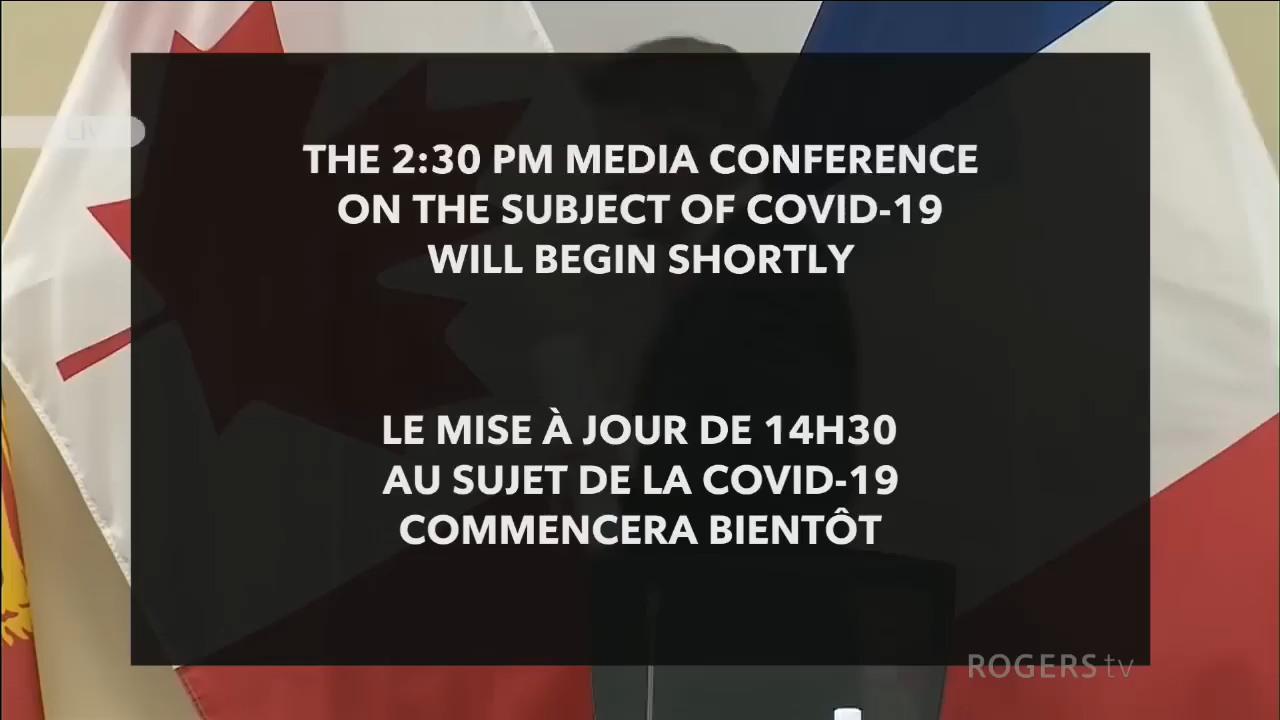 LIVE
THE 2:30 PM MEDIA CONFERENCE
ON THE SUBJECT OF COVID-19
WILL BEGIN SHORTLY
LE MISE À JOUR DE 14H30
AU SUJET DE LA COVID-19
COMMENCERA BIENTÔT
ROGERS tv